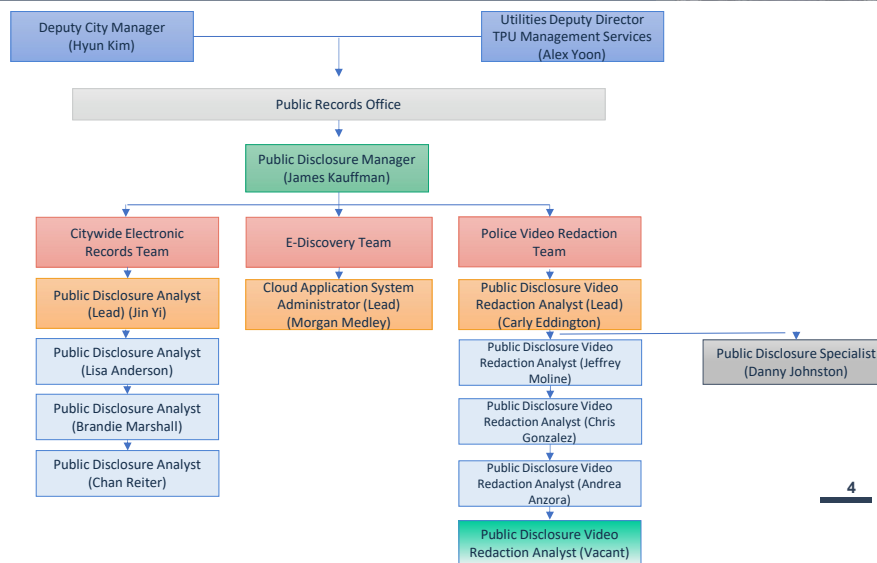 Deputy City Manager
(Hyun Kim)
Utilities Deputy Director
TPU Management Services
(Alex Yoon)
Public Records Office
Public Disclosure Manager
(James Kauffman)
Citywide Electronic
Records Team
E-Discovery Team
Police Video Redaction
Team
Public Disclosure Analyst
(Lead) (Jin Yi)
Cloud Application System
Administrator (Lead)
(Morgan Medley)
Public Disclosure Video
Redaction Analyst (Lead)
(Carly Eddington)
Public Disclosure Analyst
(Lisa Anderson)
Public Disclosure Video
Redaction Analyst (Jeffrey
Moline)
Public Disclosure Specialist
(Danny Johnston)
Public Disclosure Analyst
(Brandie Marshall)
Public Disclosure Video
Redaction Analyst (Chris
Gonzalez)
Public Disclosure Analyst
(Chan Reiter)
Public Disclosure Video
Redaction Analyst (Andrea
Anzora)
4
Public Disclosure Video
Redaction Analyst (Vacant)